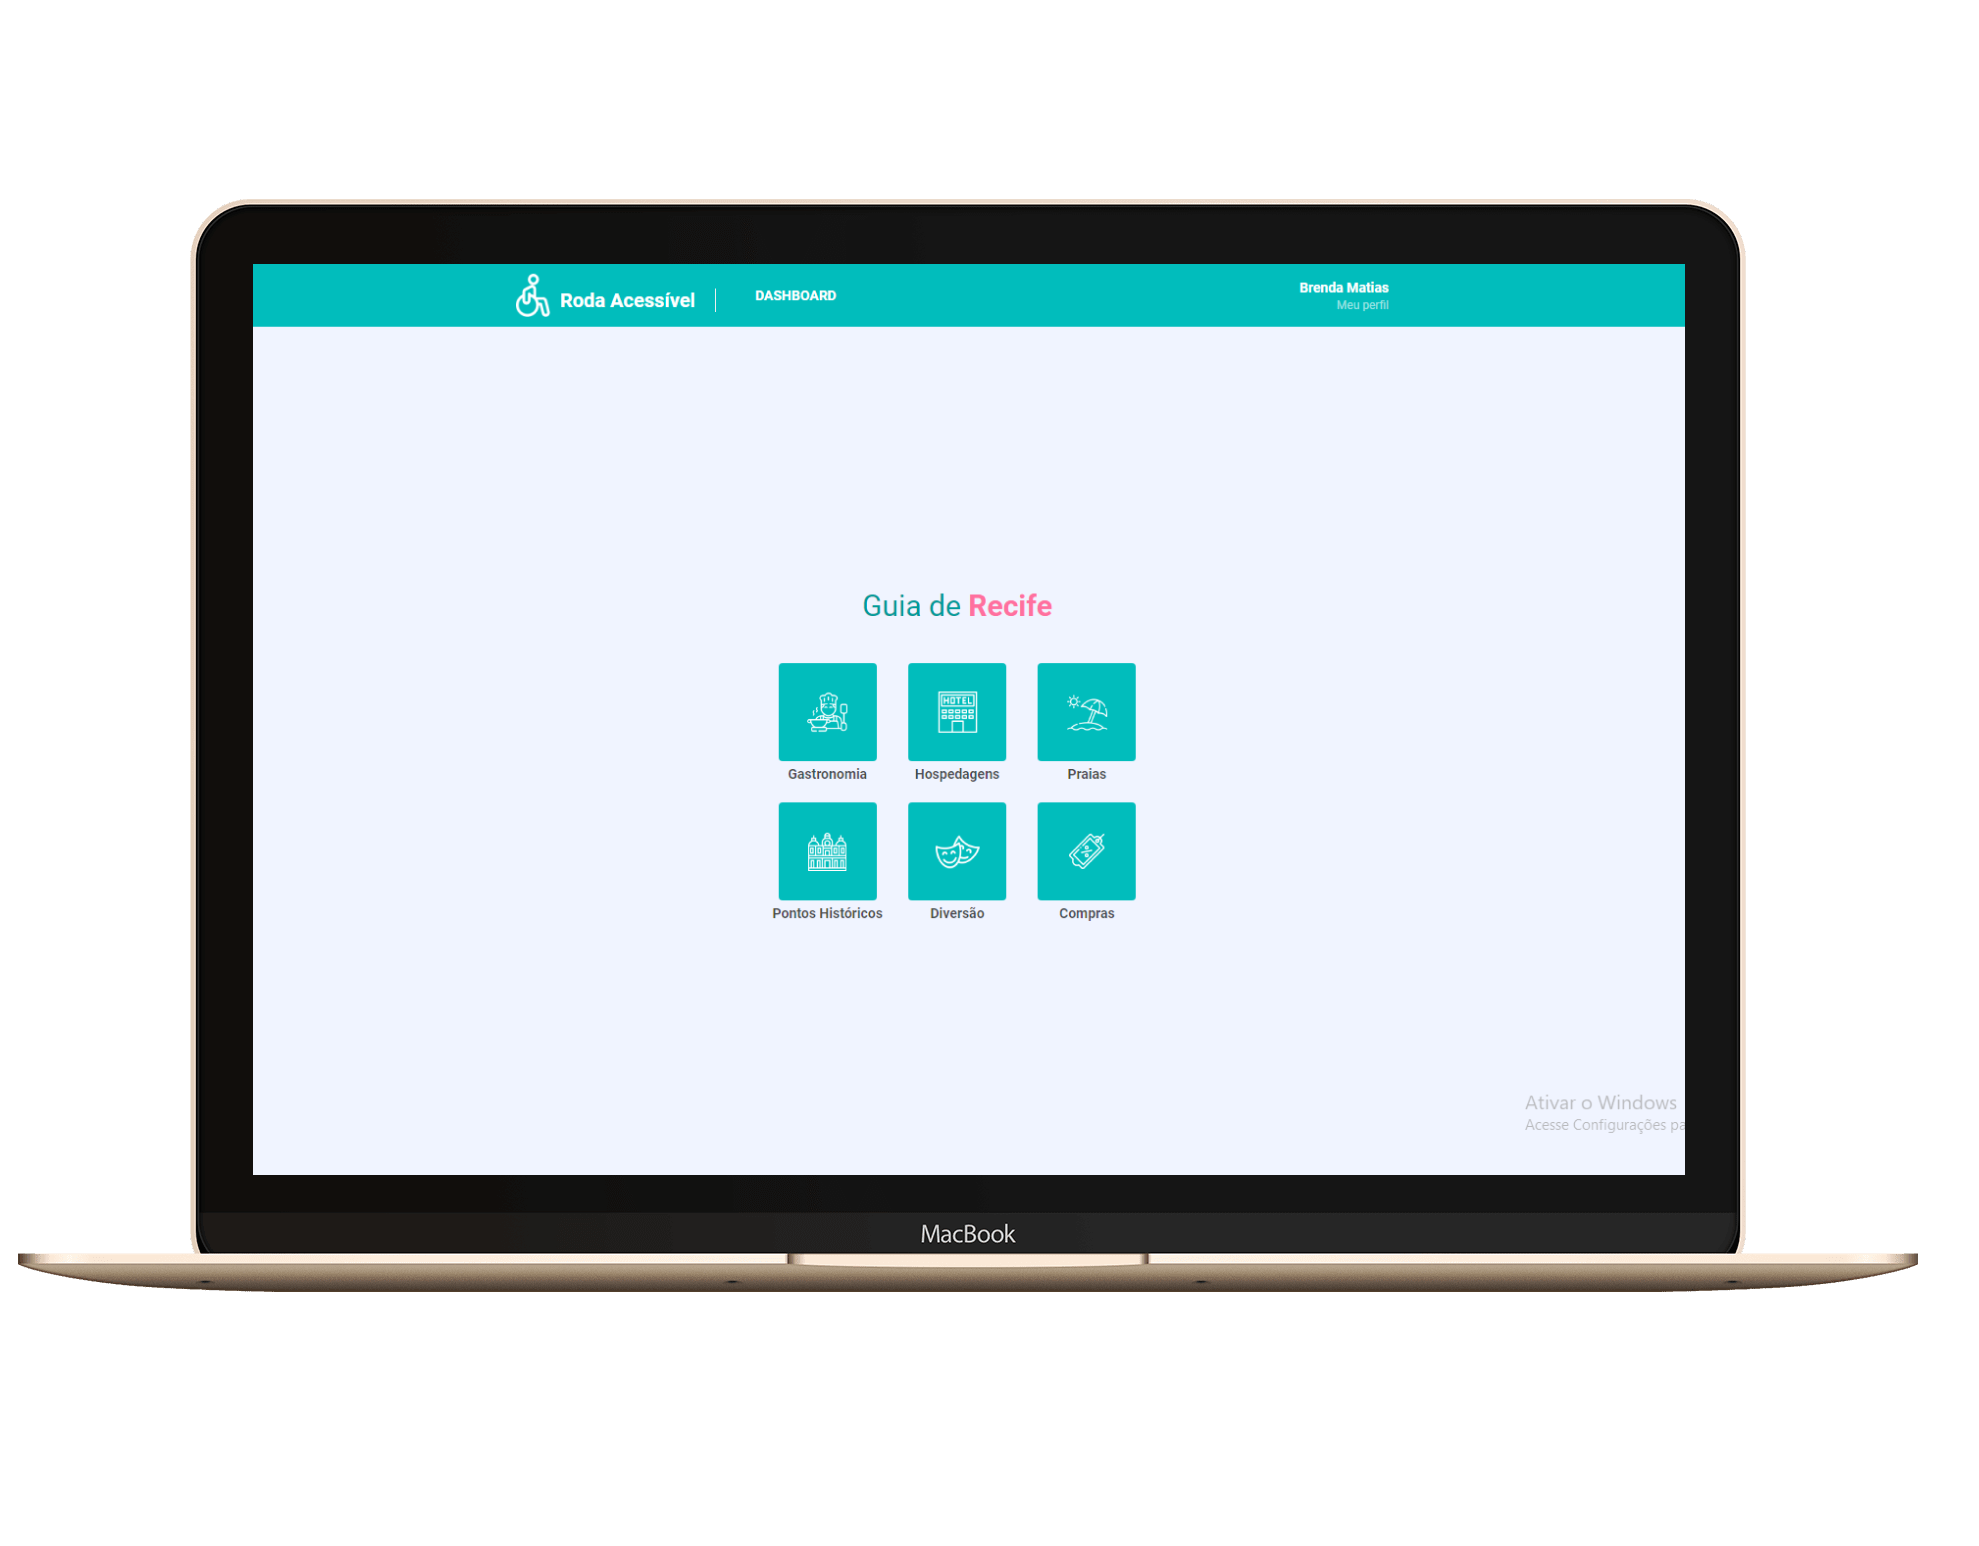 Roda Acessível
DASHBOARD
Brenda Matias
Meu perfil
Guia de Recife
HOTEL
Gastronomia
Hospedagens
Praias
Pontos Históricos
Diversão
Compras
Ativar o Windows
Acesse Configurações pa
MacBook